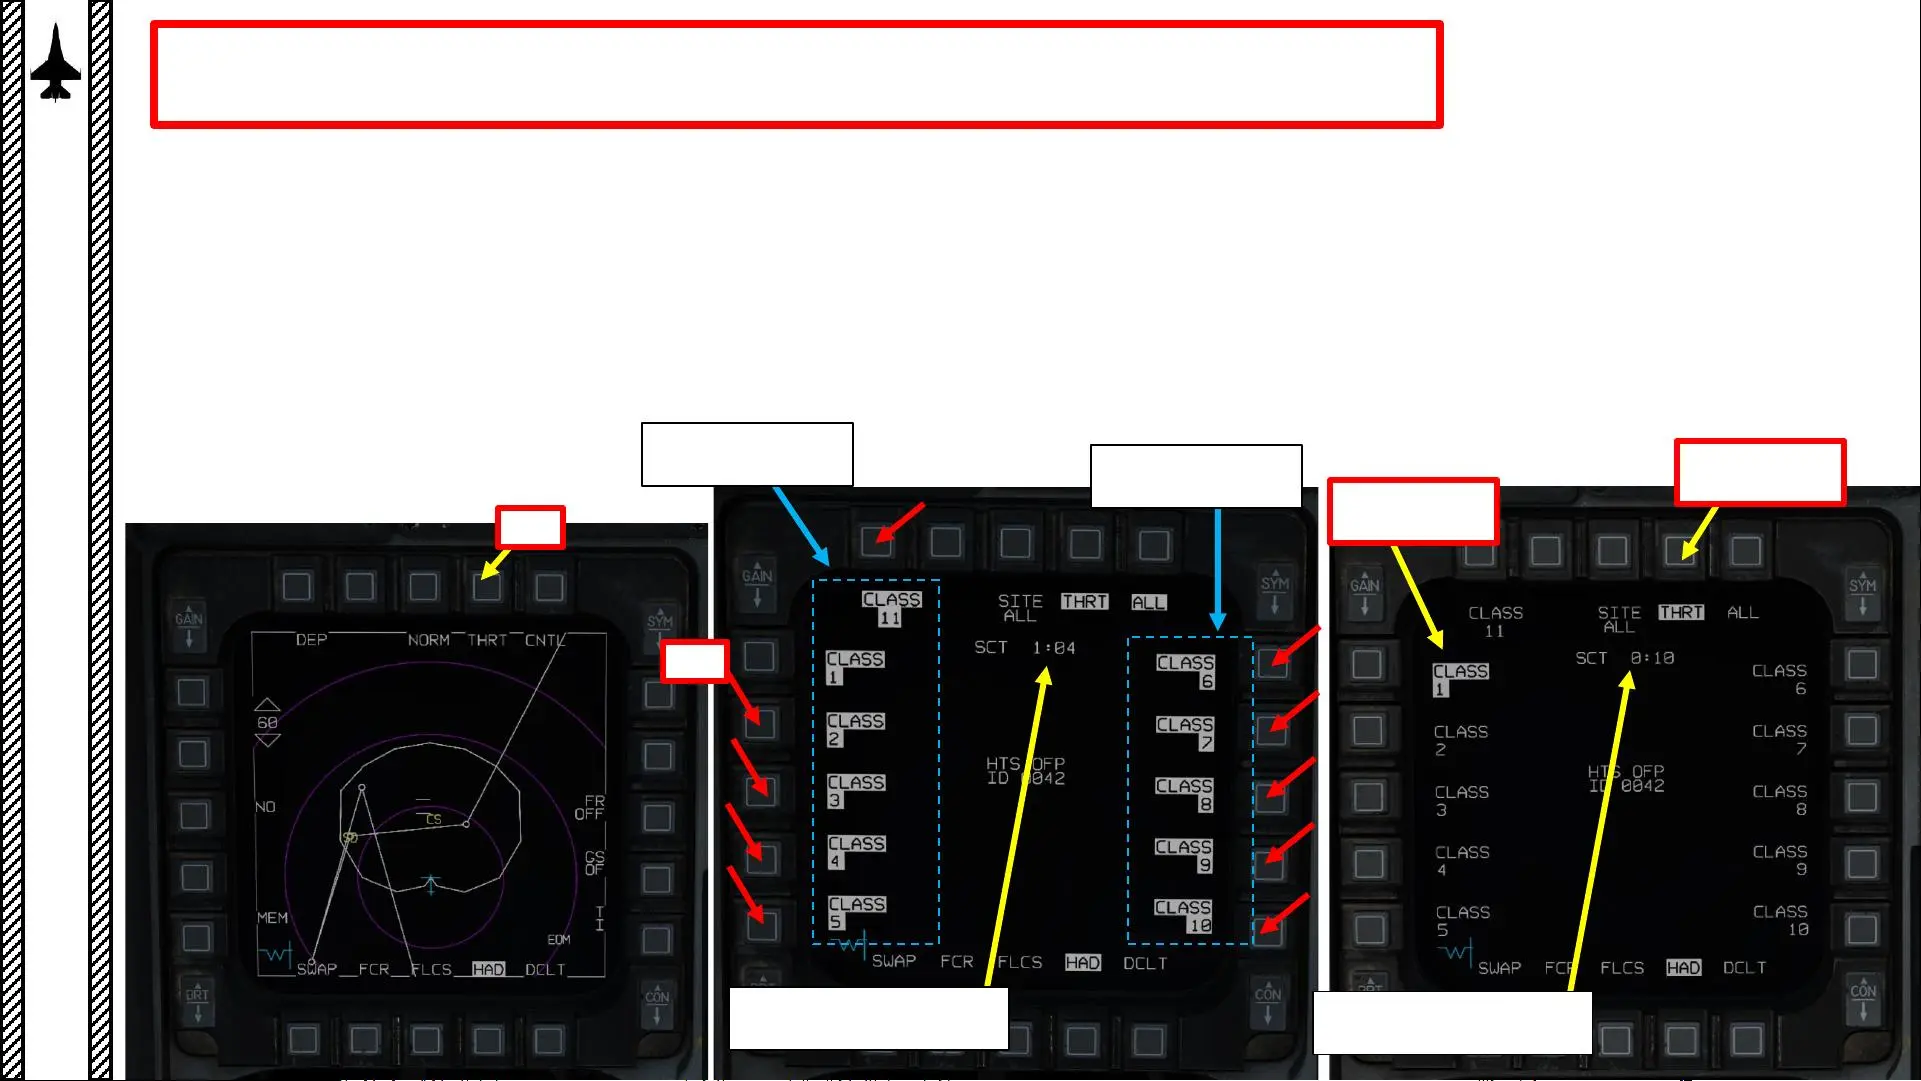 GAIN
SYM
DEP NORM THRT CNTL
60
NO
FR
OFF
CS
GS
OF
MEM
T
I
EOM
SWAP FCR FLCS HAD DCLT
BRT
CON
GAIN
SYM
CLASS
11
SITE
ALL
THRT
ALL
SCT 1:04
CLASS
1
CLASS
2
CLASS
3
CLASS
4
CLASS
5
CLASS
6
CLASS
7
CLASS
8
CLASS
9
CLASS
10
HTS OFP
ID 0042
SWAP FCR FLCS HAD DCLT
CON
GAIN
SYM
CLASS
11
SITE
ALL
THRT
ALL
SCT 0:10
CLASS
1
CLASS
2
CLASS
3
CLASS
4
CLASS
5
CLASS
6
CLASS
7
CLASS
8
CLASS
9
CLASS
10
HTS OFP
ID 0042
SWAP FCR FLCS HAD DCLT
CON